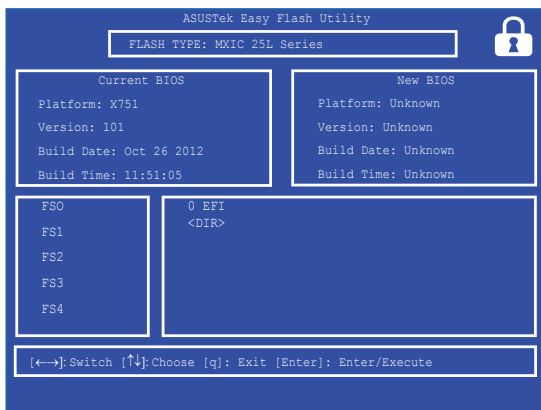 ASUSTek Easy Flash Utility
FLASH TYPE: MXIC 25L Series
Current BIOS
Platform: X751
Version: 101
Build Date: Oct 26 2012
Build Time: 11:51:05
New BIOS
Platform: Unknown
Version: Unknown
Build Date: Unknown
Build Time: Unknown
FSO
FS1
FS2
FS3
FS4
0 EFI
<DIR>
[←→]: Switch [↑↓]: Choose [q]: Exit [Enter]: Enter/Execute